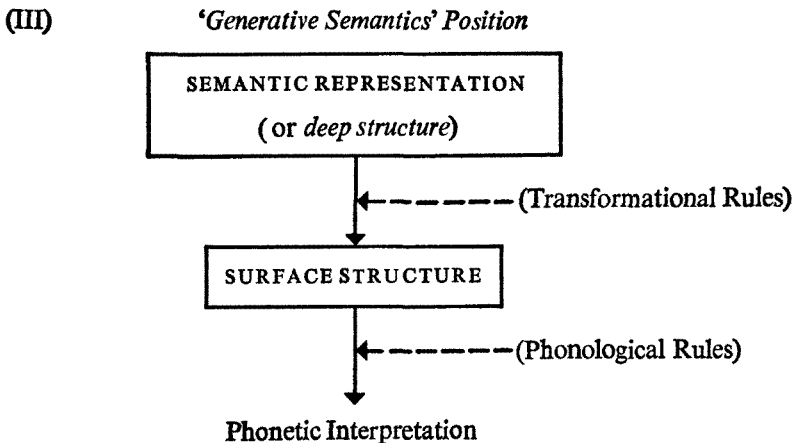 (III) ‘Generative Semantics’ Position
SEMANTIC REPRESENTATION
(or deep structure)
(Transformational Rules)
SURFACE STRUCTURE
(Phonological Rules)
Phonetic Interpretation